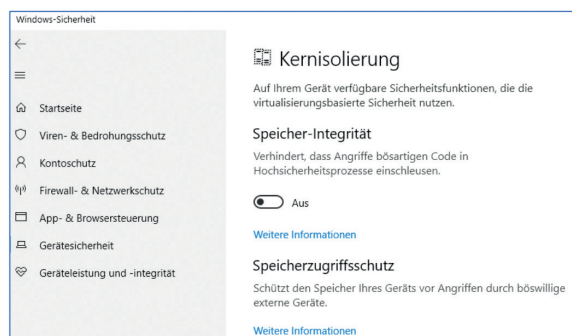 Windows-Sicherheit
Startseite
Viren- & Bedrohungsschutz
Kontoschutz
Firewall- & Netzwerkschutz
App- & Browsersteuerung
Gerätesicherheit
Geräteleistung und -integrität
Kernisolierung
Auf Ihrem Gerät verfügbare Sicherheitsfunktionen, die die
virtualisierungsbasierte Sicherheit nutzen.
Speicher-Integrität
Verhindert, dass Angriffe bösartigen Code in
Hochsicherheitsprozesse einschleusen.
Aus
Weitere Informationen
Speicherzugriffsschutz
Schützt den Speicher Ihres Geräts vor Angriffen durch böswillige
externe Geräte.
Weitere Informationen